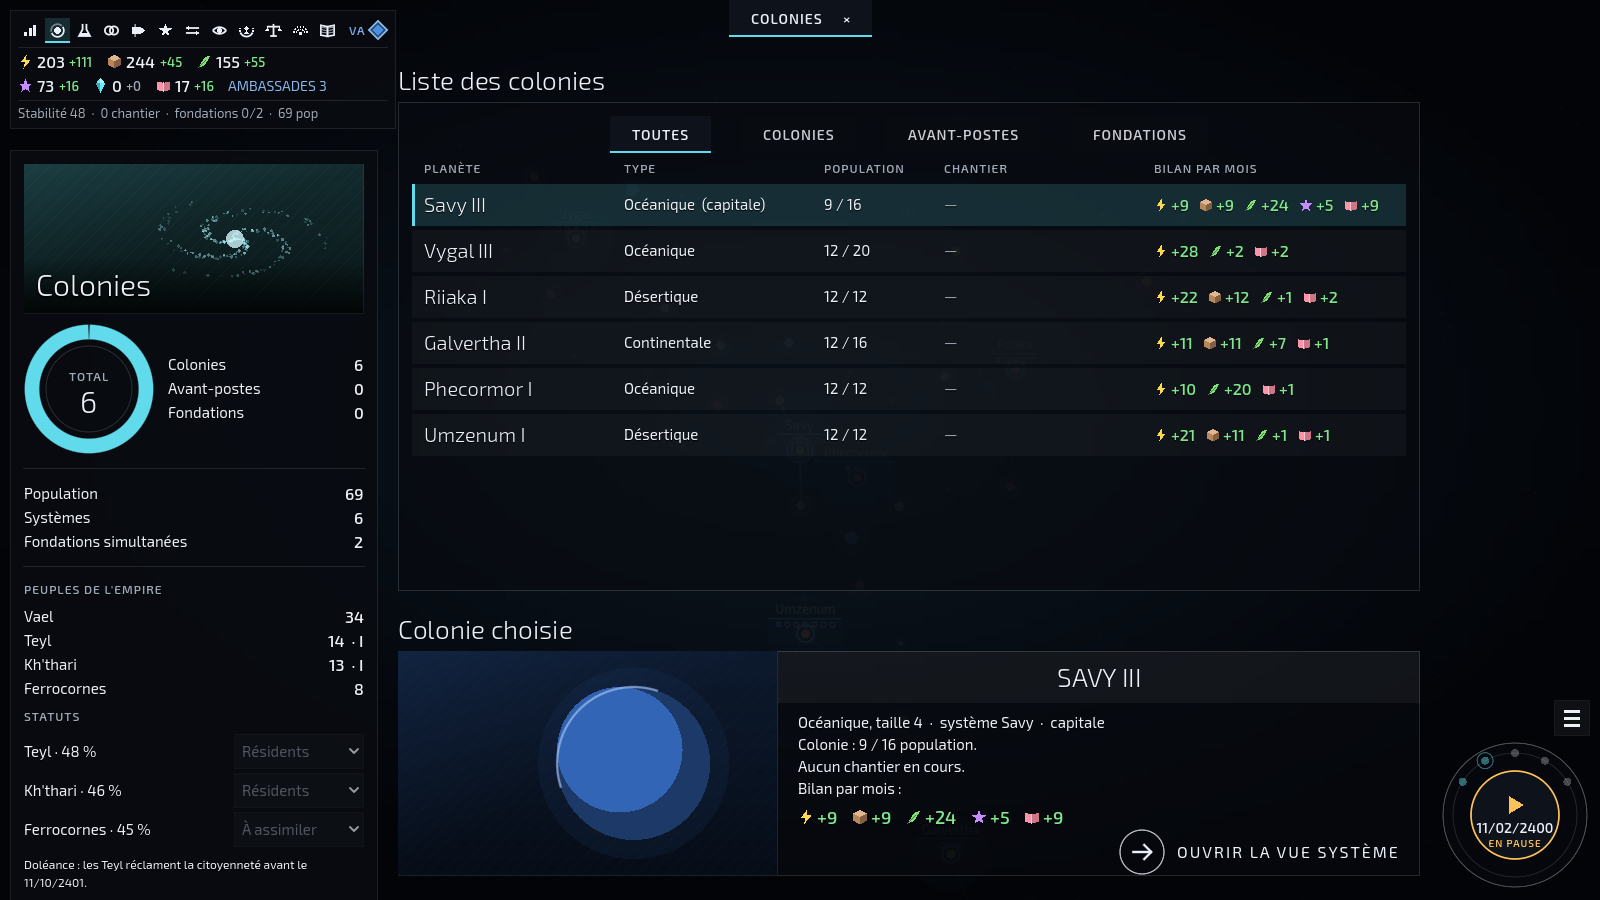 COLONIES ×
VA
203 +111 244 +45 155 +55
73 +16 0 +0 17 +16 AMBASSADES 3
Stabilité 48 · 0 chantier · fondations 0/2 · 69 pop
Colonies
TOTAL
6
Colonies 6
Avant-postes 0
Fondations 0
Population 69
Systèmes 6
Fondations simultanées 2
PEUPLES DE L'EMPIRE
Vael 34
Teyl 14 · I
Kh'thari 13 · I
Ferrocornes 8
STATUTS
Teyl · 48 % Résidents
Kh'thari · 46 % Résidents
Ferrocornes · 45 % À assimiler
Doléance : les Teyl réclament la citoyenneté avant le
11/10/2401.
Liste des colonies
TOUTES COLONIES AVANT-POSTES FONDATIONS
PLANÈTE TYPE POPULATION CHANTIER BILAN PAR MOIS
Savy III Océanique (capitale) 9 / 16 — +9 +9 +24 +5 +9
Vygal III Océanique 12 / 20 — +28 +2 +2
Riiaka I Désertique 12 / 12 — +22 +12 +1 +2
Galvertha II Continentale 12 / 16 — +11 +11 +7 +1
Phecormor I Océanique 12 / 12 — +10 +20 +1
Umzenum I Désertique 12 / 12 — +21 +11 +1 +1
Umzenum
Colonie choisie
SAVY III
Océanique, taille 4 · système Savy · capitale
Colonie : 9 / 16 population.
Aucun chantier en cours.
Bilan par mois :
+9 +9 +24 +5 +9
OUVRIR LA VUE SYSTÈME
11/02/2400
EN PAUSE